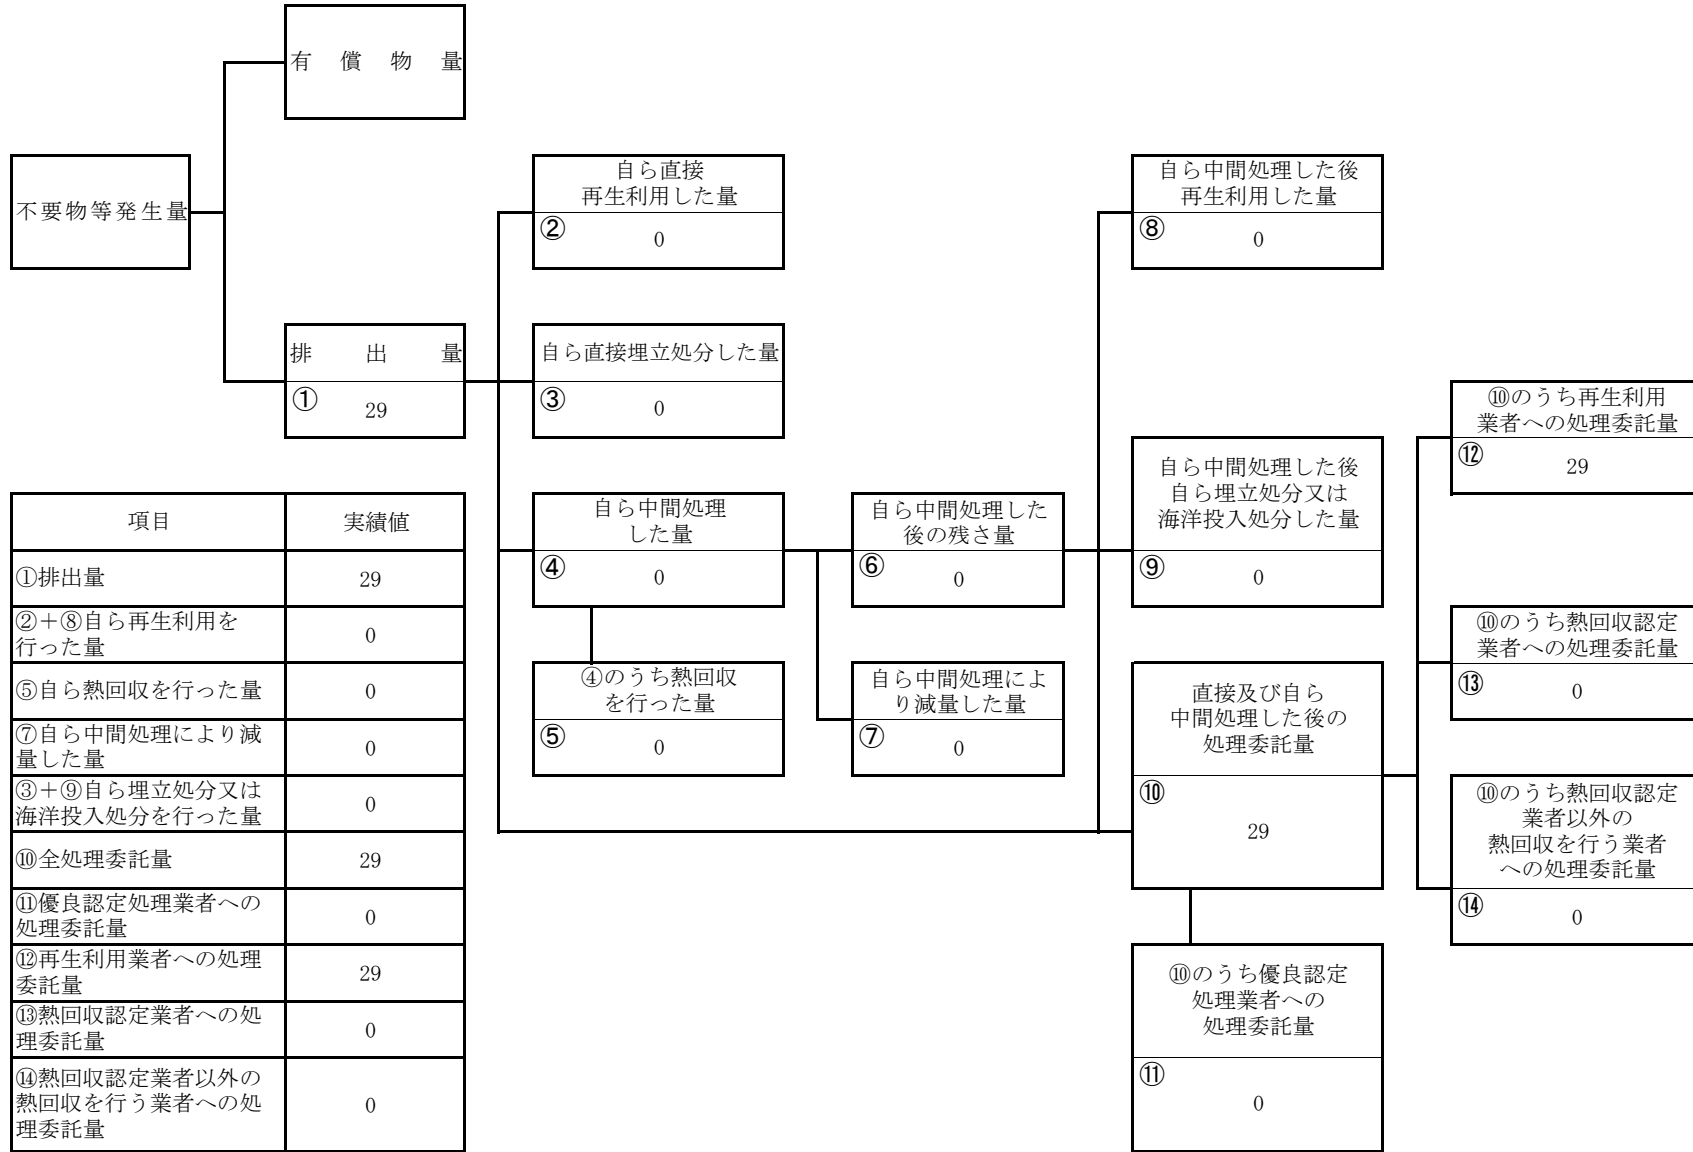 有償物量
不要物等発生量
排出量
①
29
自ら直接
再生利用した量
②
0
自ら直接埋立処分した量
③
0
自ら中間処理
した量
④
0
④のうち熱回収
を行った量
⑤
0
自ら中間処理した
後の残さ量
⑥
0
自ら中間処理によ
り減量した量
⑦
0
自ら中間処理した後
再生利用した量
⑧
0
自ら中間処理した後
自ら埋立処分又は
海洋投入処分した量
⑨
0
直接及び自ら
中間処理した後の
処理委託量
⑩
29
⑩のうち優良認定
処理業者への
処理委託量
⑪
0
⑩のうち再生利用
業者への処理委託量
⑫
29
⑩のうち熱回収認定
業者への処理委託量
⑬
0
⑩のうち熱回収認定
業者以外の
熱回収を行う業者
への処理委託量
⑭
0
項目 実績値
①排出量 29
②＋⑧自ら再生利用を
行った量 0
⑤自ら熱回収を行った量 0
⑦自ら中間処理により減
量した量 0
③＋⑨自ら埋立処分又は
海洋投入処分を行った量 0
⑩全処理委託量 29
⑪優良認定処理業者への
処理委託量 0
⑫再生利用業者への処理
委託量 29
⑬熱回収認定業者への処
理委託量 0
⑭熱回収認定業者以外の
熱回収を行う業者への処
理委託量 0